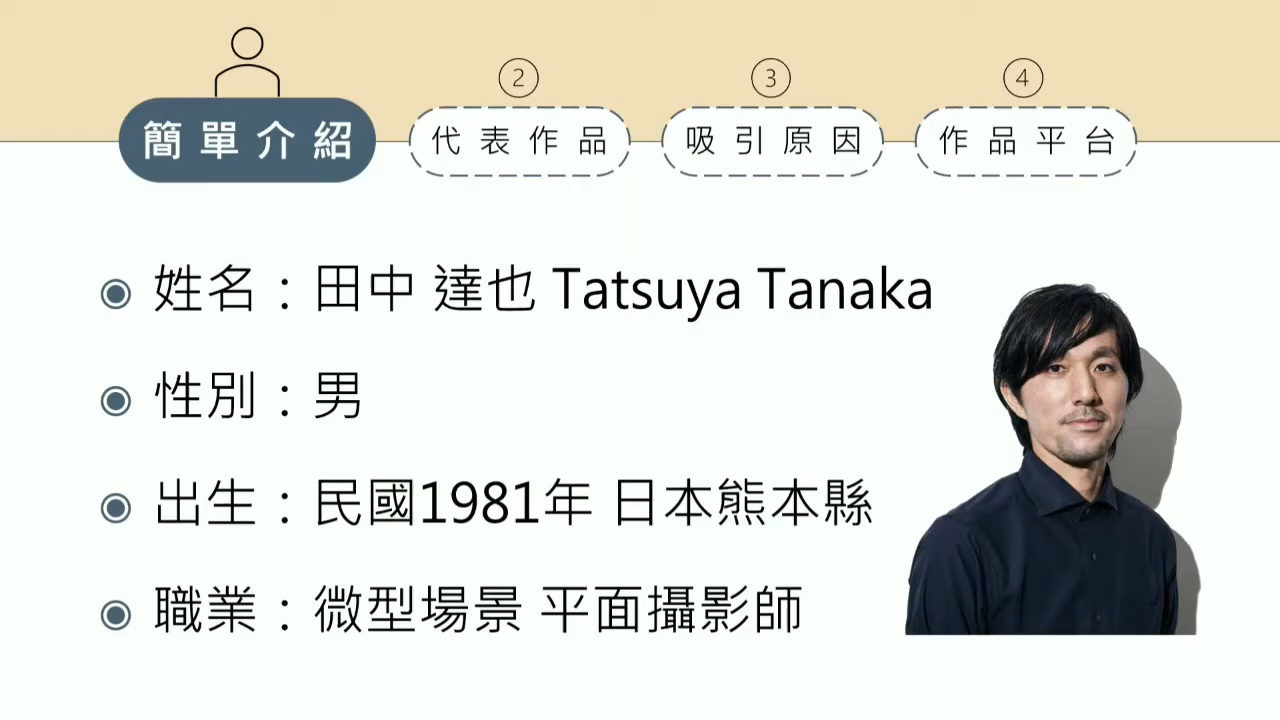 ② ③ ④
簡單介紹 代表作品 吸引原因 作品平台
姓名：田中 達也 Tatsuya Tanaka
性別：男
出生：民國1981年 日本熊本縣
職業：微型場景 平面攝影師